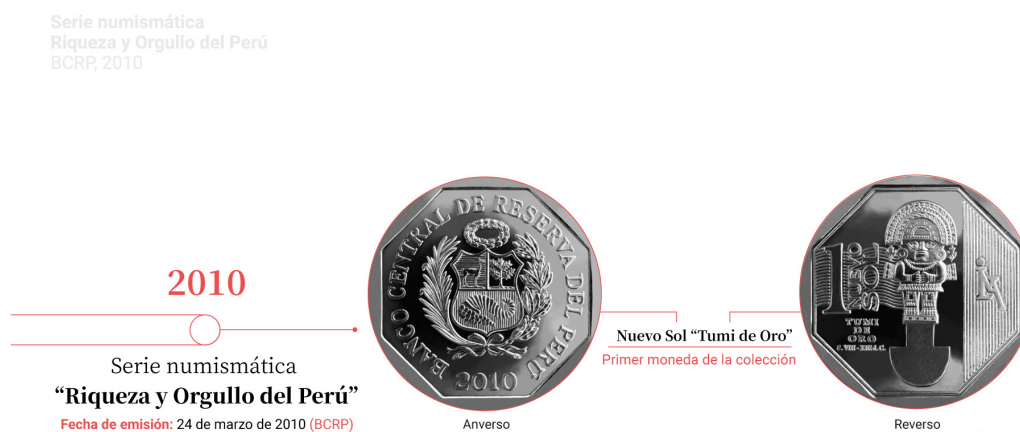 Serie numismática
Riqueza y Orgullo del Perú
BCRP, 2010
2010
Serie numismática
“Riqueza y Orgullo del Perú”
Fecha de emisión: 24 de marzo de 2010 (BCRP)
BANCO CENTRAL DE RESERVA DEL PERÚ
2010
Anverso
Nuevo Sol “Tumi de Oro”
Primer moneda de la colección
1
NUEVO
SOL
TUMI
DE
ORO
Reverso